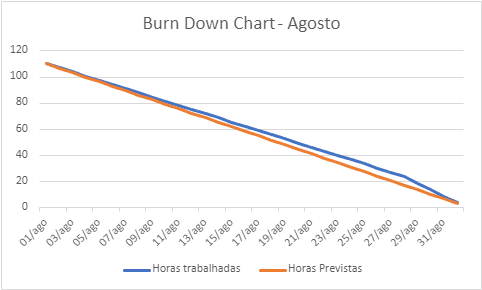 Burn Down Chart - Agosto
120
100
80
60
40
20
0
01/ago
03/ago
05/ago
07/ago
09/ago
11/ago
13/ago
15/ago
17/ago
19/ago
21/ago
23/ago
25/ago
27/ago
29/ago
31/ago
Horas trabalhadas
Horas Previstas